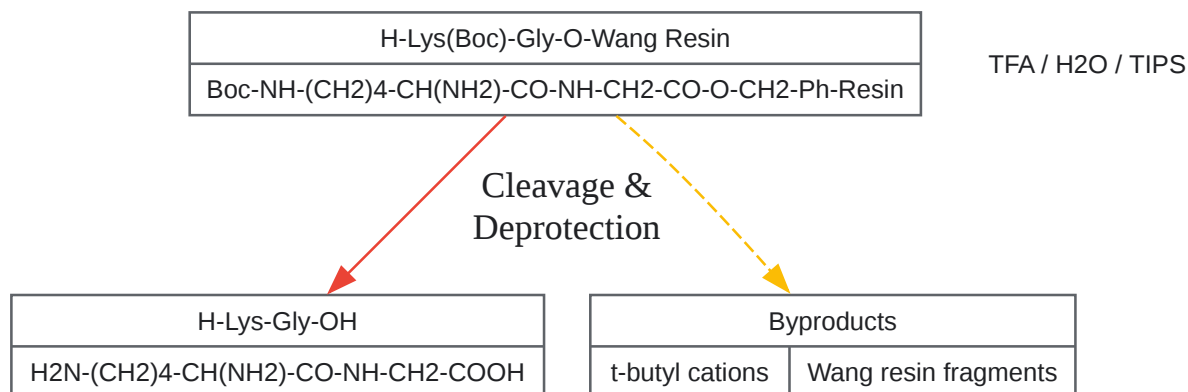 H-Lys(Boc)-Gly-O-Wang Resin
Boc-NH-(CH2)4-CH(NH2)-CO-NH-CH2-CO-O-CH2-Ph-Resin
TFA / H2O / TIPS
Cleavage &
Deprotection
H-Lys-Gly-OH
H2N-(CH2)4-CH(NH2)-CO-NH-CH2-COOH
Byproducts
t-butyl cations
Wang resin fragments